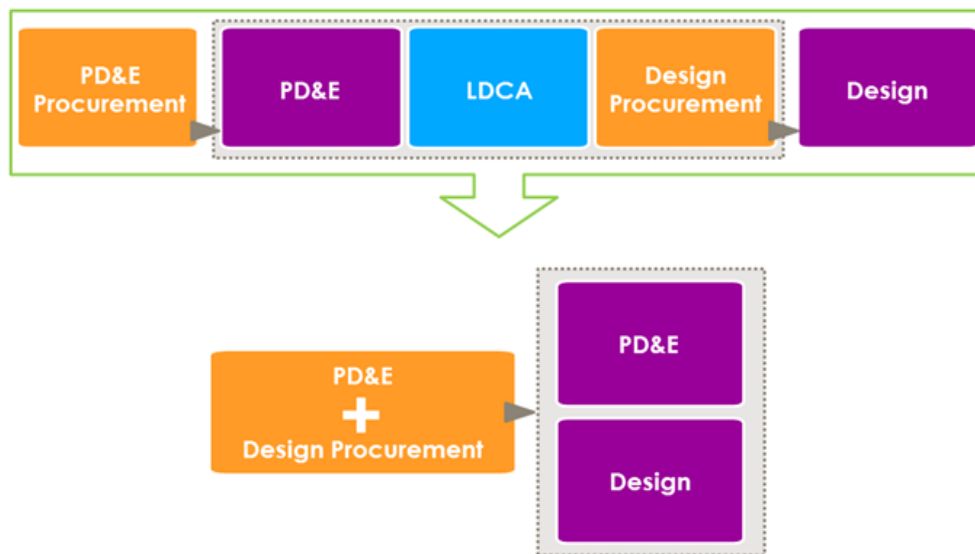 PD&E
Procurement
PD&E
LDCA
Design
Procurement
Design
PD&E
+
Design Procurement
PD&E
Design